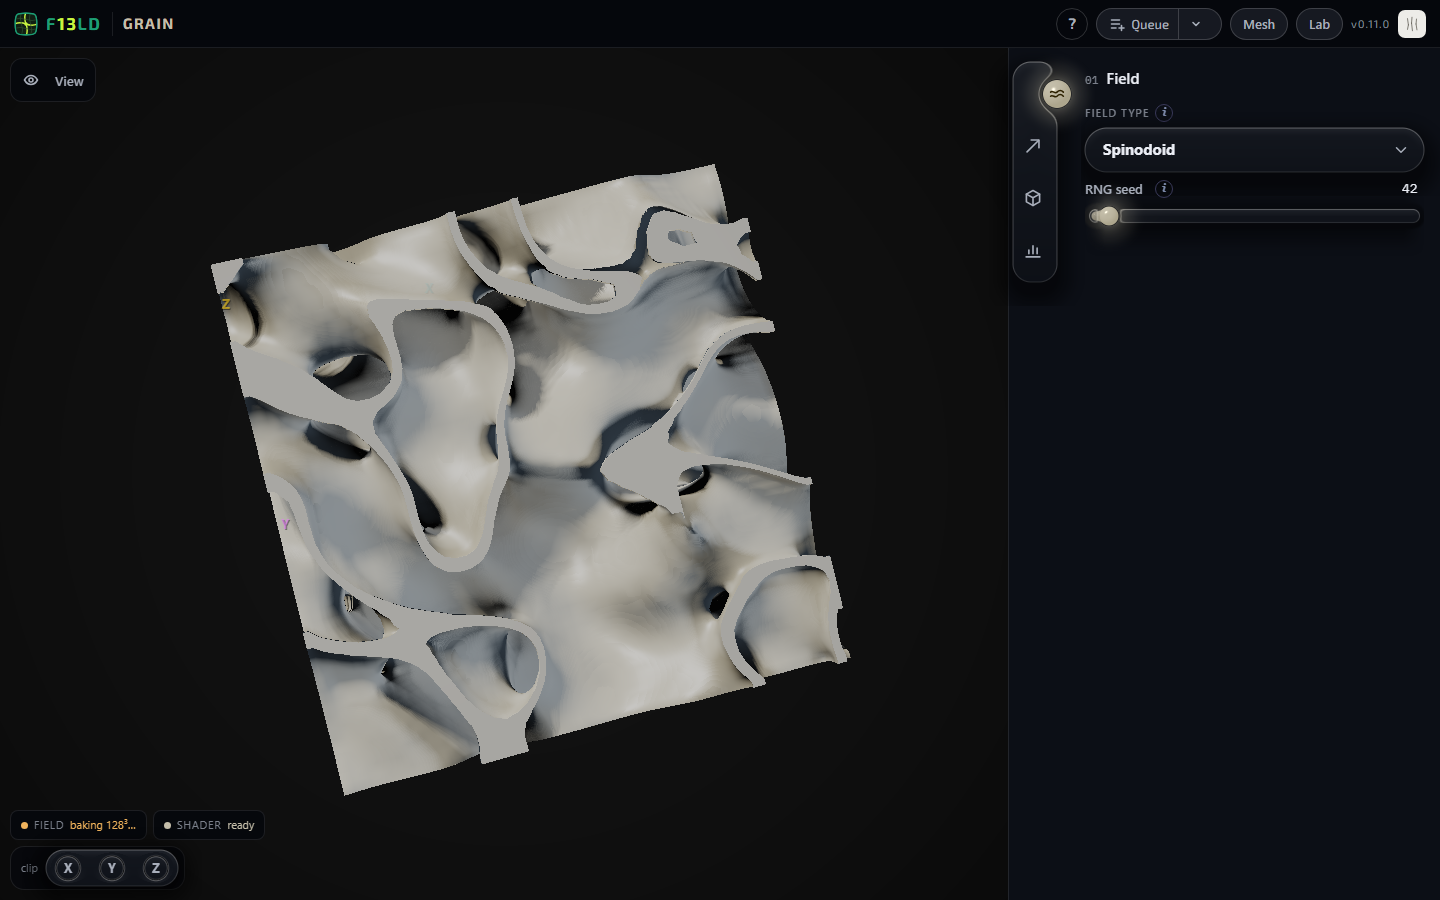 F13LD GRAIN
? Queue Mesh Lab v0.11.0
View
01 Field
FIELD TYPE i
Spinodoid
RNG seed i 42
Z
Y
FIELD baking 128³... SHADER ready
clip X Y Z